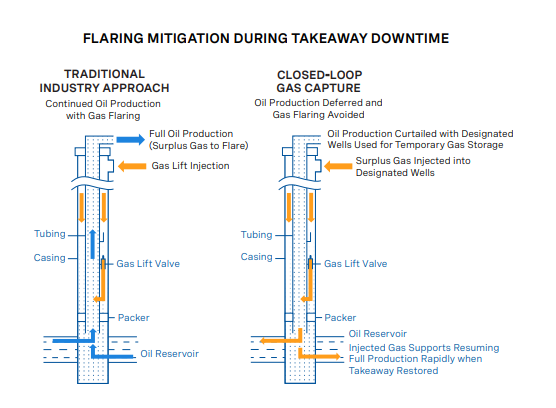 FLARING MITIGATION DURING TAKEAWAY DOWNTIME
TRADITIONAL
INDUSTRY APPROACH
Continued Oil Production
with Gas Flaring
Full Oil Production
(Surplus Gas to Flare)
Gas Lift Injection
Tubing
Casing
Gas Lift Valve
Packer
Oil Reservoir
CLOSED-LOOP
GAS CAPTURE
Oil Production Deferred and
Gas Flaring Avoided
Oil Production Curtailed with Designated
Wells Used for Temporary Gas Storage
Surplus Gas Injected into
Designated Wells
Tubing
Casing
Gas Lift Valve
Packer
Oil Reservoir
Injected Gas Supports Resuming
Full Production Rapidly when
Takeaway Restored